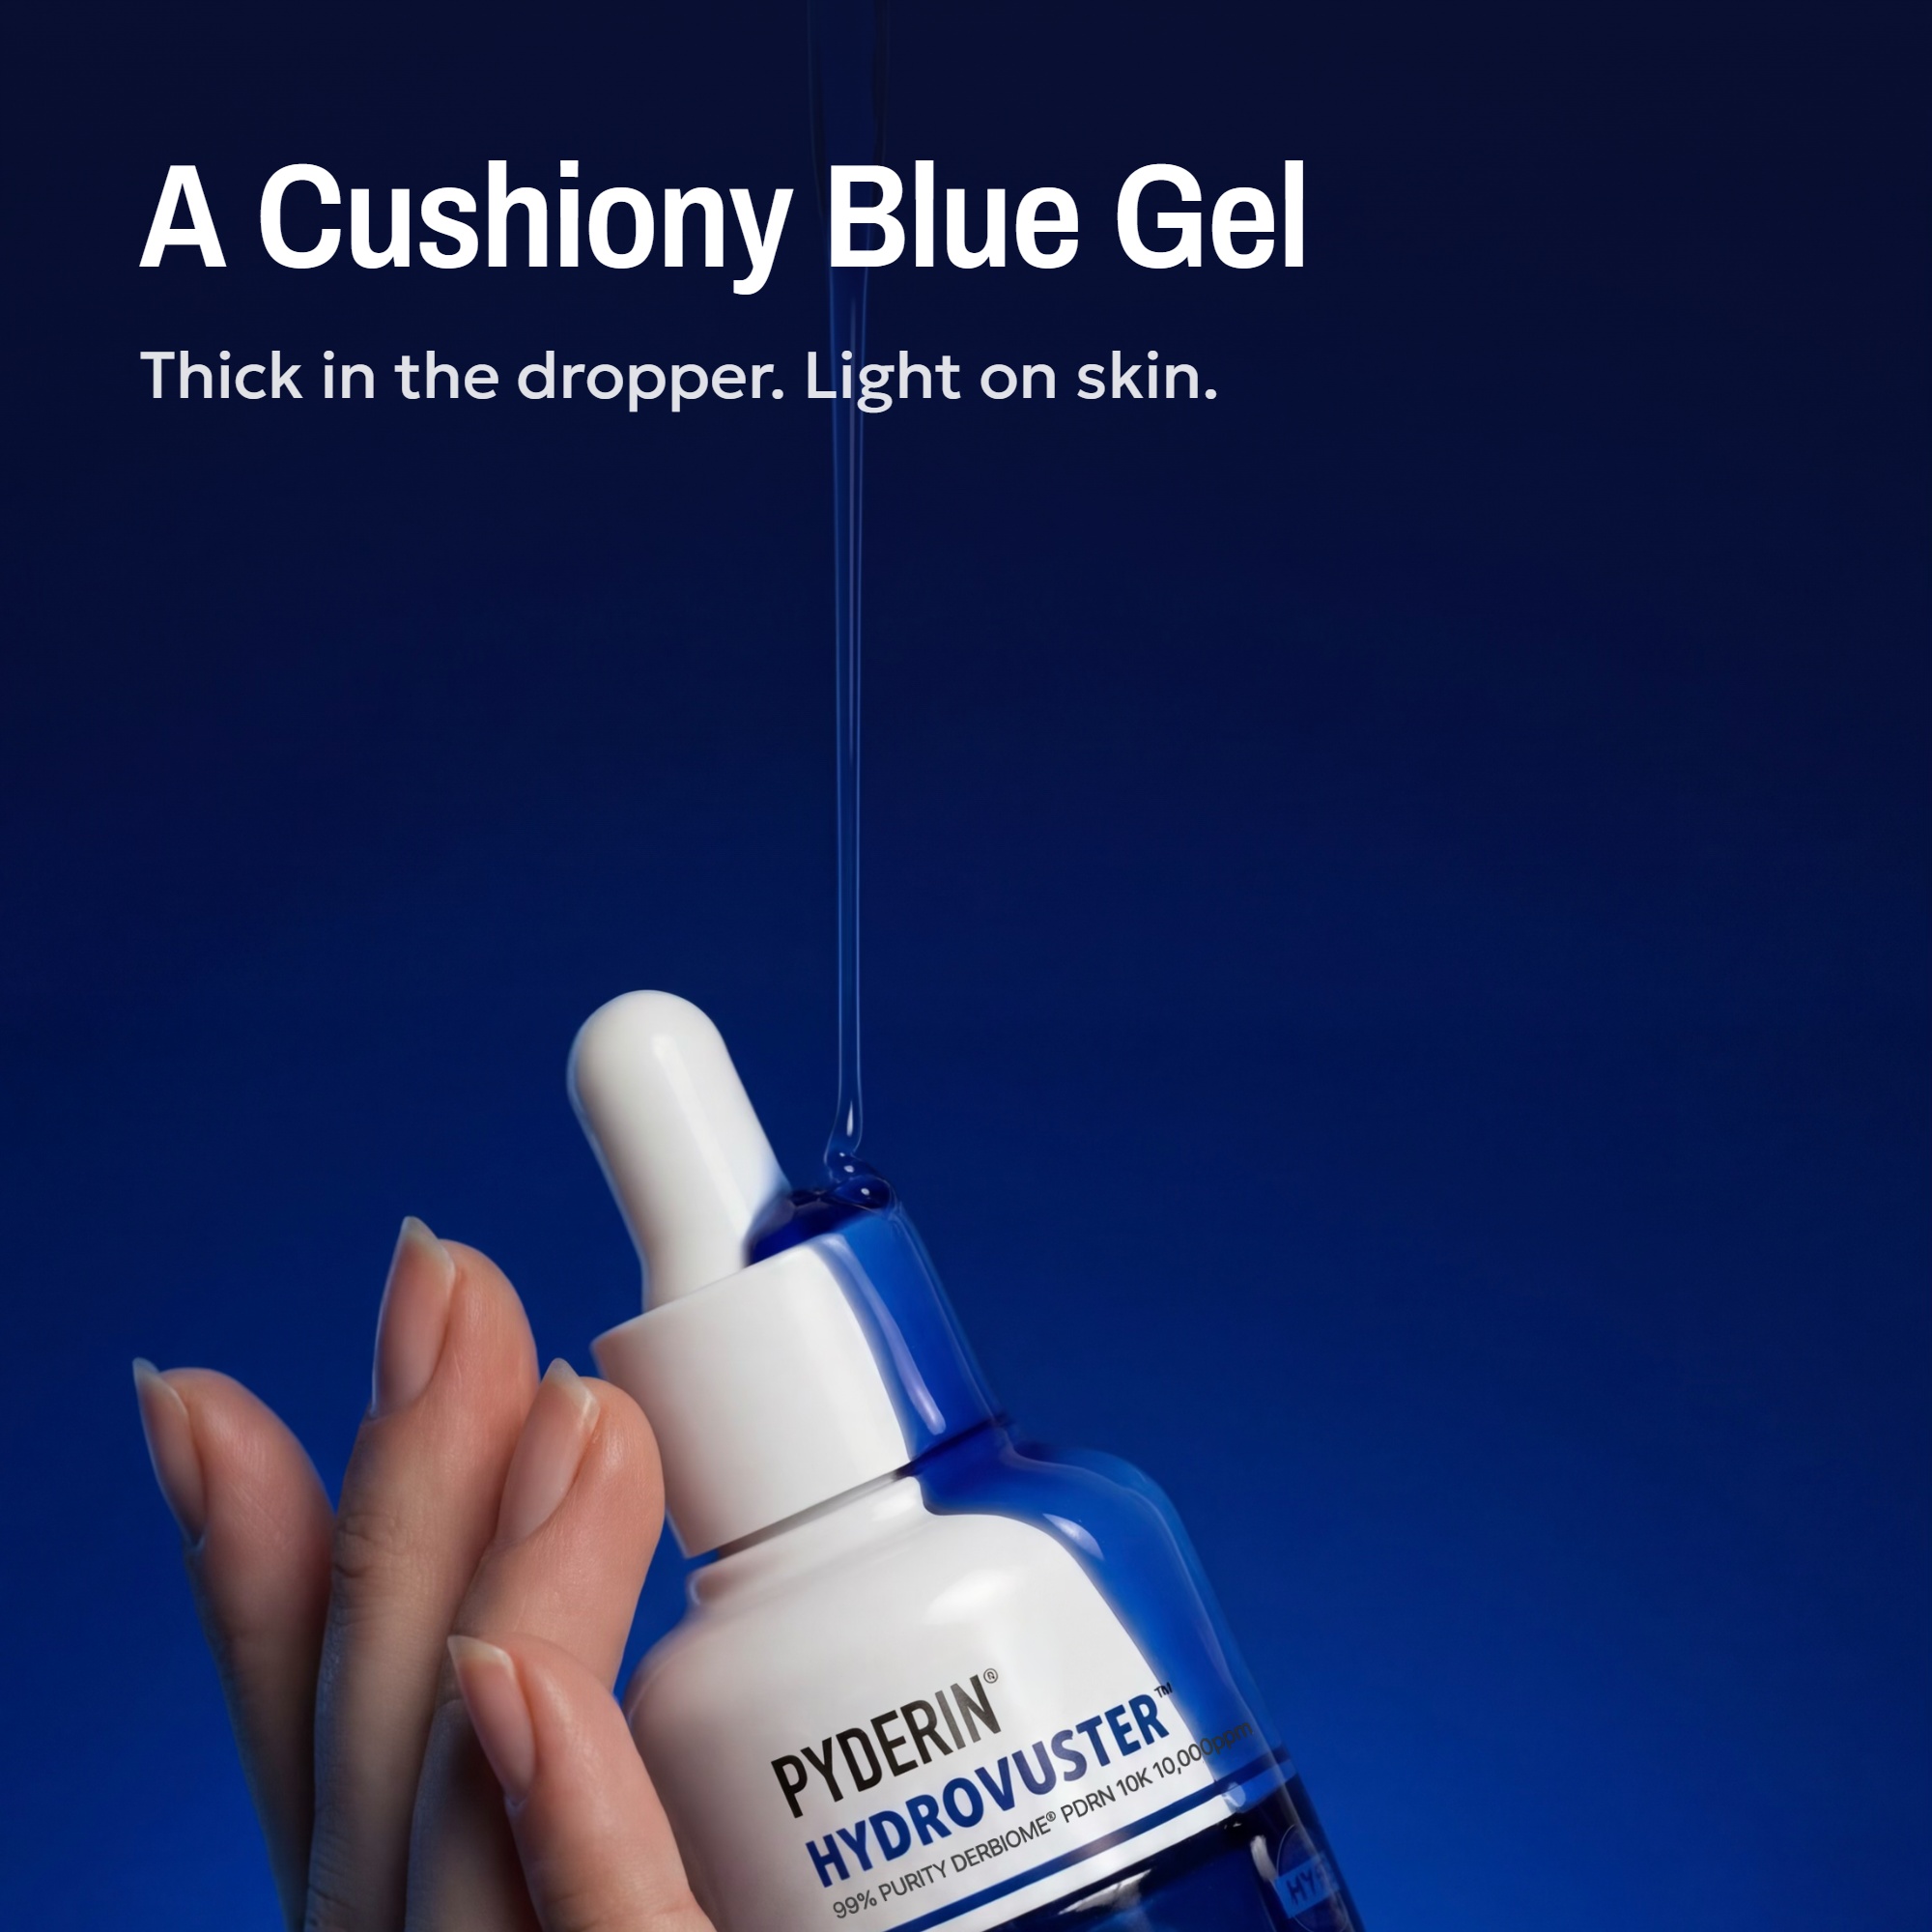 A Cushiony Blue Gel
Thick in the dropper. Light on skin.
PYDERIN®
HYDROVUSTER™
99% PURITY DERBIOME® PDRN 10K 10,000ppm